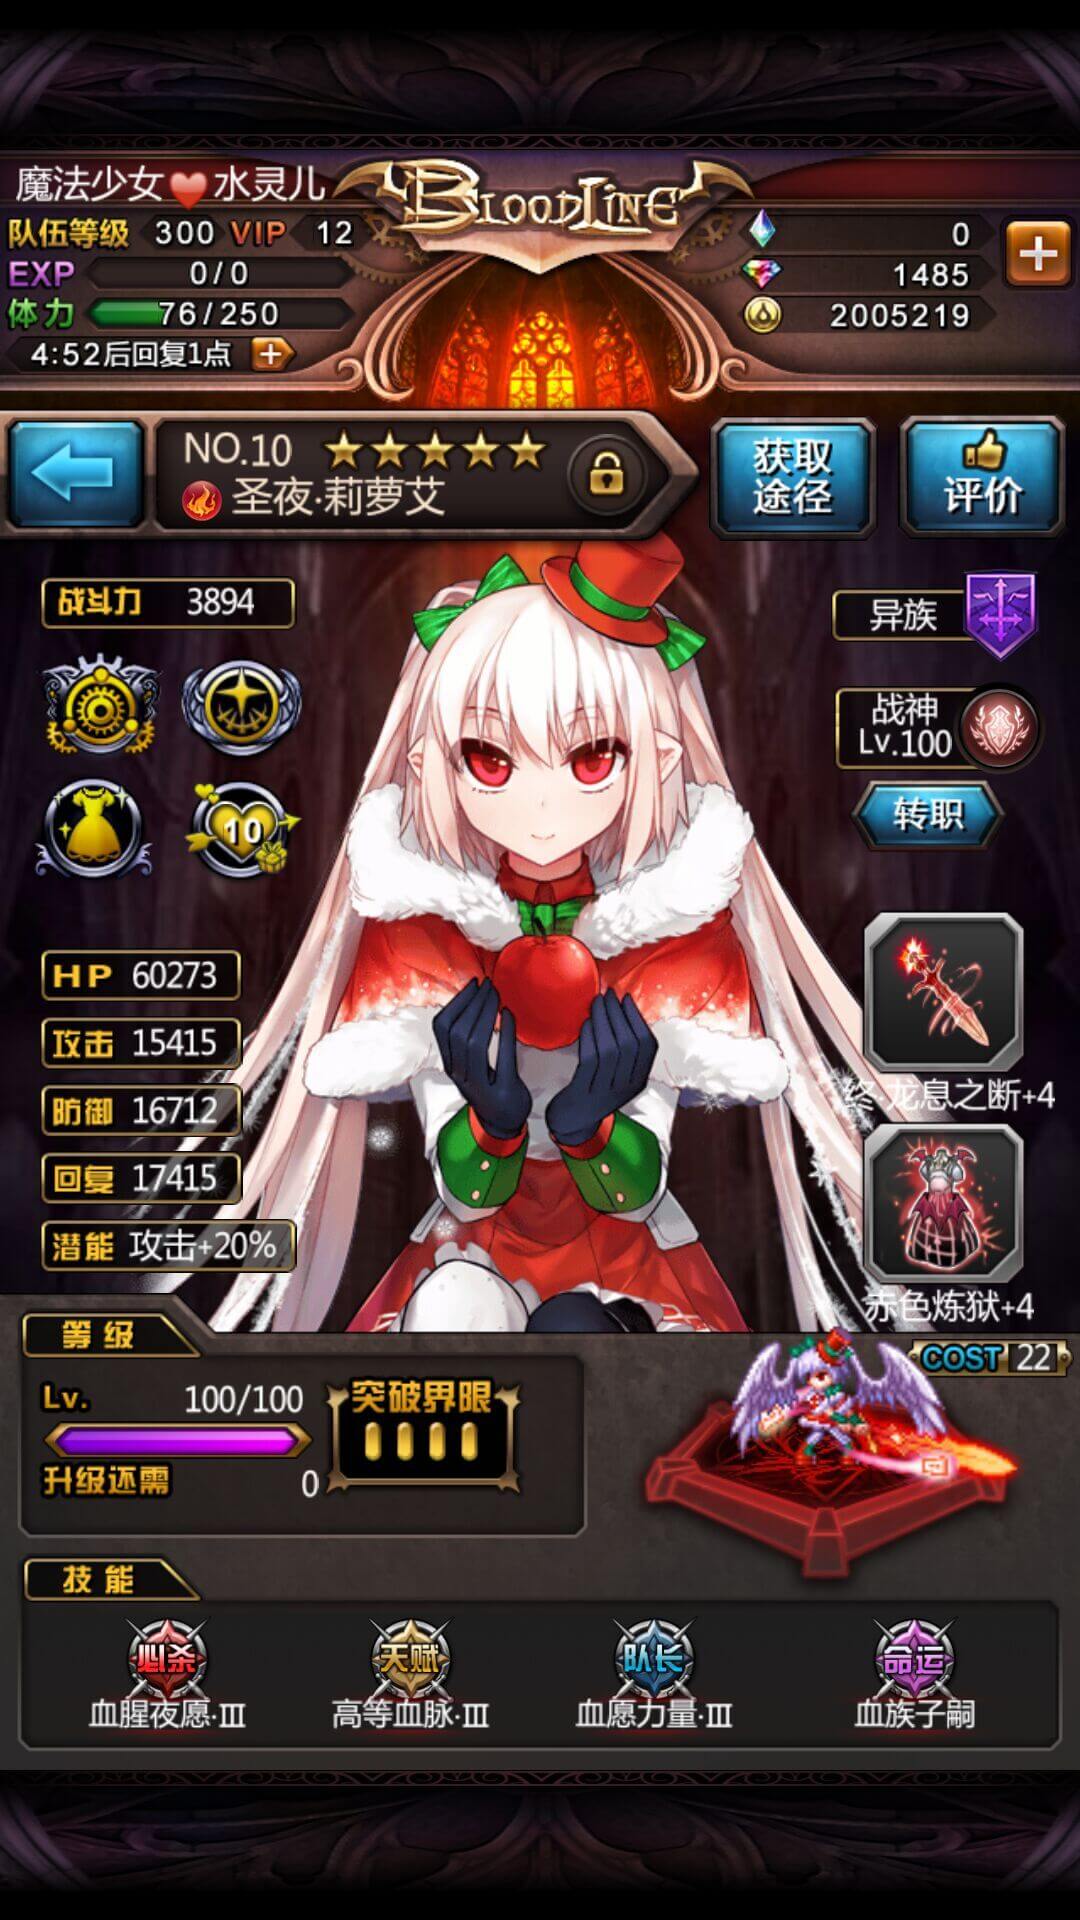 魔法少女❤水灵儿
BLOODLINE
队伍等级 300 VIP 12
0
EXP 0/0
1485
体力 76/250
2005219
4:52后回复1点
NO.10 ★★★★★
圣夜·莉萝艾
获取
途径
评价
战斗力 3894
异族
战神
Lv.100
转职
10
HP 60273
攻击 15415
防御 16712
回复 17415
潜能 攻击+20%
终·龙息之断+4
赤色炼狱+4
等级
COST 22
Lv. 100/100
突破界限
升级还需 0
技能
必杀
天赋
队长
命运
血腥夜愿·III
高等血脉·III
血愿力量·III
血族子嗣